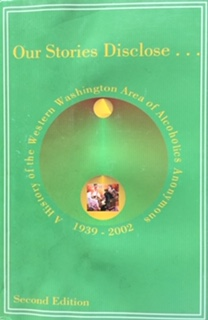 Our Stories Disclose . . .
A History of the Western Washington Area of Alcoholics Anonymous
1939 - 2002
Second Edition